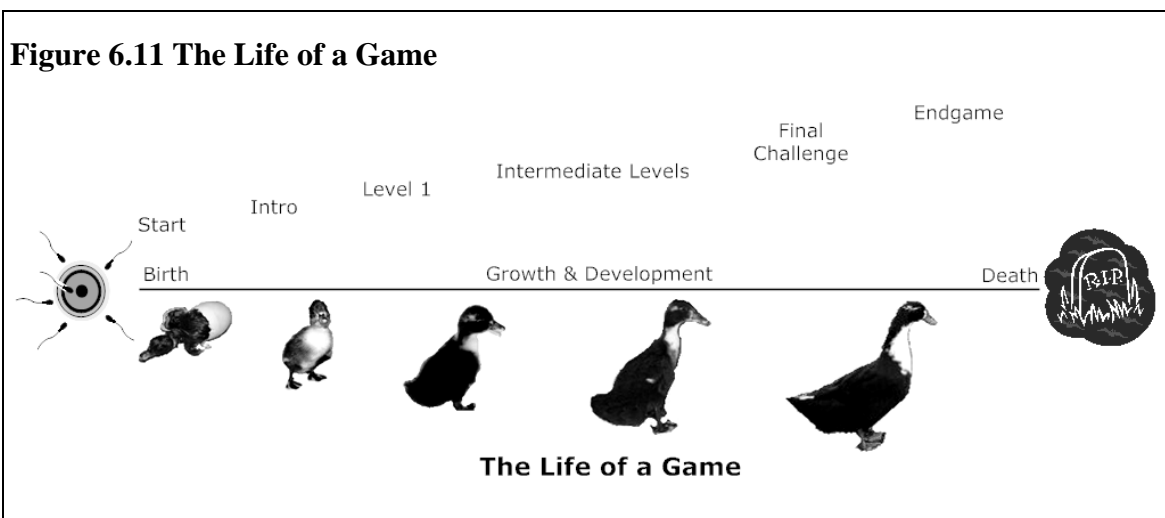 Figure 6.11 The Life of a Game
Endgame
Final
Challenge
Intermediate Levels
Level 1
Intro
Start
Birth
Growth & Development
Death
R.I.P.
The Life of a Game